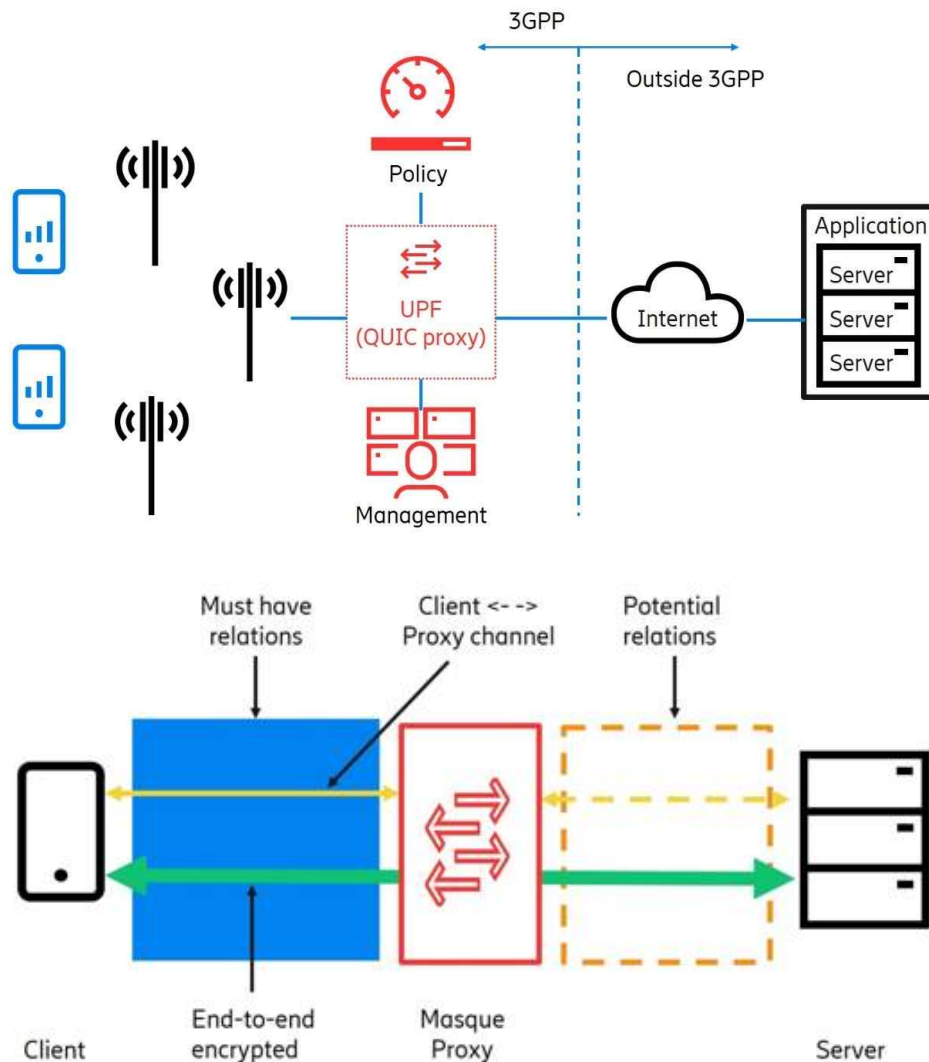 3GPP
Outside 3GPP
Policy
Application
Server
Server
Server
UPF
(QUIC proxy)
Internet
Management
Must have
relations
Client <- ->
Proxy channel
Potential
relations
End-to-end
encrypted
Masque
Proxy
Client
Server